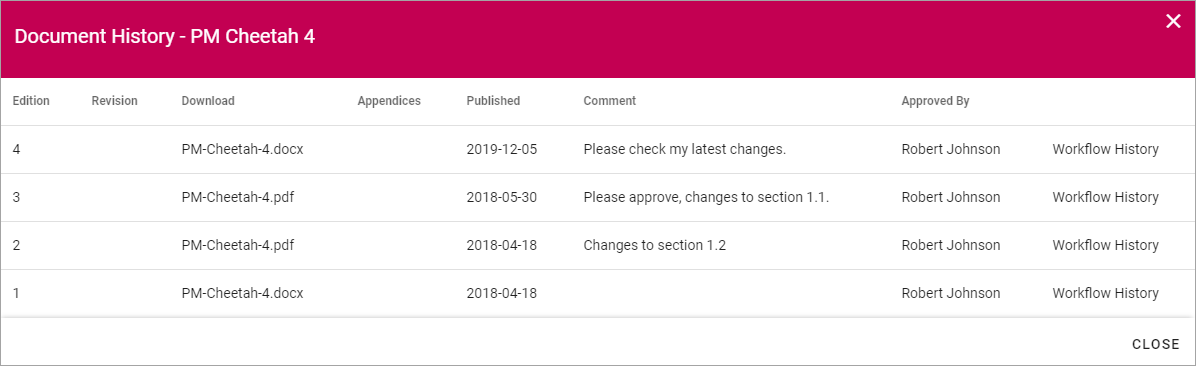 Document History - PM Cheetah 4
Edition Revision Download Appendices Published Comment Approved By
4 PM-Cheetah-4.docx 2019-12-05 Please check my latest changes. Robert Johnson Workflow History
3 PM-Cheetah-4.pdf 2018-05-30 Please approve, changes to section 1.1. Robert Johnson Workflow History
2 PM-Cheetah-4.pdf 2018-04-18 Changes to section 1.2 Robert Johnson Workflow History
1 PM-Cheetah-4.docx 2018-04-18 Robert Johnson Workflow History
CLOSE